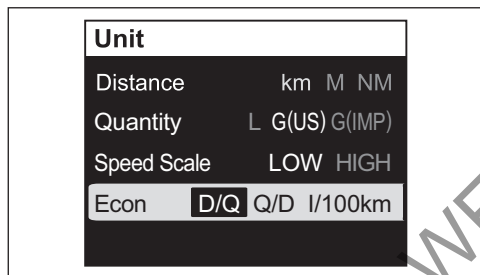 Unit
Distance km M NM
Quantity L G(US) G(IMP)
Speed Scale LOW HIGH
Econ D/Q Q/D l/100km